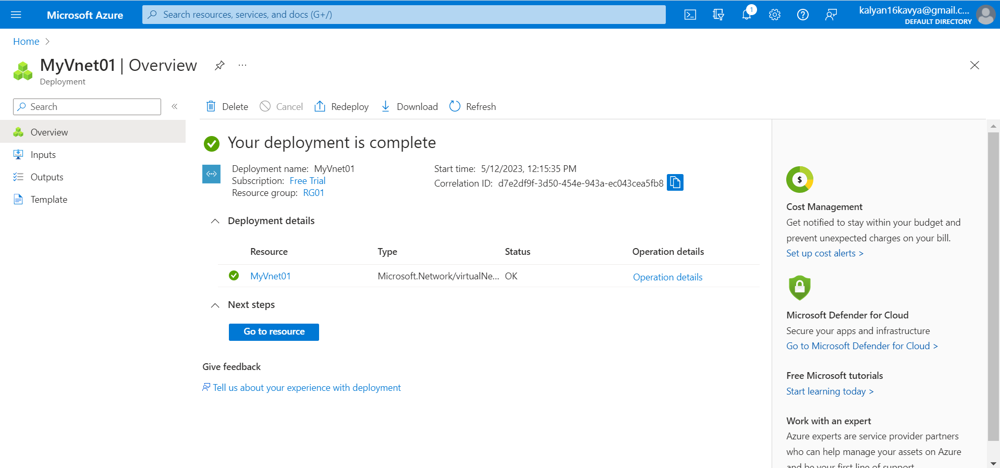 Microsoft Azure
Search resources, services, and docs (G+/)
1
kalyan16kavya@gmail.c...
DEFAULT DIRECTORY
Home
MyVnet01 | Overview
...
Deployment
Search
«
Delete
Cancel
Redeploy
Download
Refresh
Overview
Inputs
Outputs
Template
Your deployment is complete
Deployment name: MyVnet01
Subscription: Free Trial
Resource group: RG01
Start time: 5/12/2023, 12:15:35 PM
Correlation ID: d7e2df9f-3d50-454e-943a-ec043cea5fb8
Deployment details
Resource Type Status Operation details
MyVnet01 Microsoft.Network/virtualNe... OK Operation details
Next steps
Go to resource
Give feedback
Tell us about your experience with deployment
$
Cost Management
Get notified to stay within your budget and
prevent unexpected charges on your bill.
Set up cost alerts >
Microsoft Defender for Cloud
Secure your apps and infrastructure
Go to Microsoft Defender for Cloud >
Free Microsoft tutorials
Start learning today >
Work with an expert
Azure experts are service provider partners
who can help manage your assets on Azure
and be your first line of support.